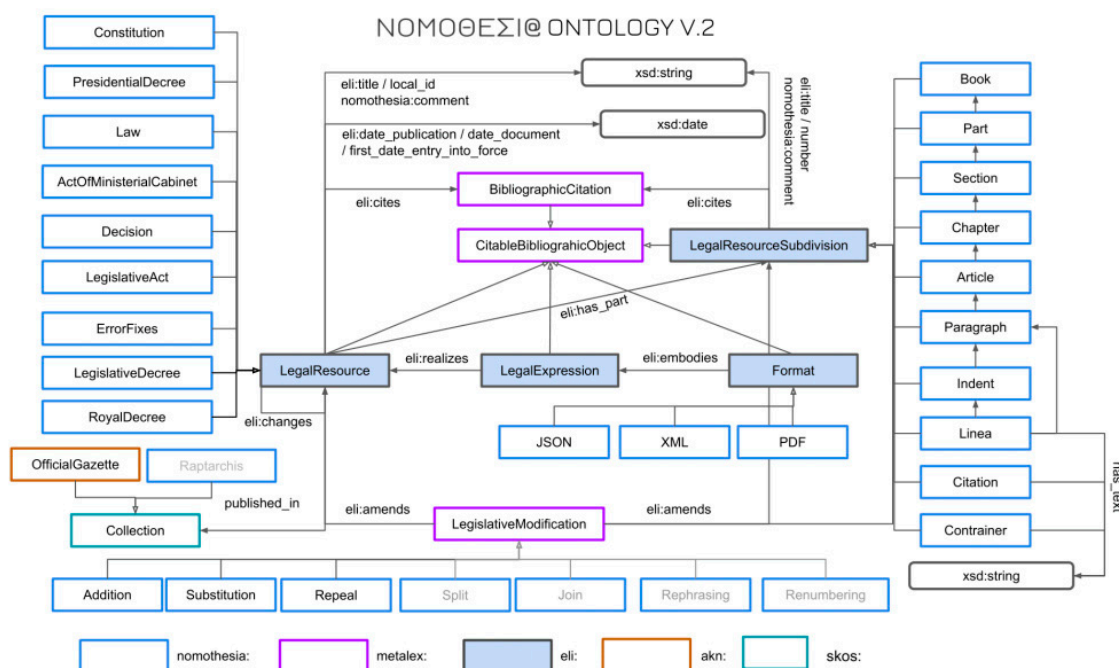 ΝΟΜΟΘΕΣΙ@ ONTOLOGY V.2
Constitution
PresidentialDecree
Law
ActOfMinisterialCabinet
Decision
LegislativeAct
ErrorFixes
LegislativeDecree
RoyalDecree
OfficialGazette
Raptarchis
Collection
published_in
eli:title / local_id
nomothesia:comment
xsd:string
eli:date_publication / date_document
/ first_date_entry_into_force
xsd:date
eli:title / number
nomothesia:comment
BibliographicCitation
eli:cites
eli:cites
CitableBibliograhicObject
LegalResourceSubdivision
eli:has_part
LegalResource
eli:realizes
LegalExpression
eli:embodies
Format
eli:changes
JSON
XML
PDF
eli:amends
LegislativeModification
eli:amends
Addition
Substitution
Repeal
Split
Join
Rephrasing
Renumbering
Book
Part
Section
Chapter
Article
Paragraph
Indent
Linea
Citation
Contrainer
has_text
xsd:string
nomothesia:
metalex:
eli:
akn:
skos: